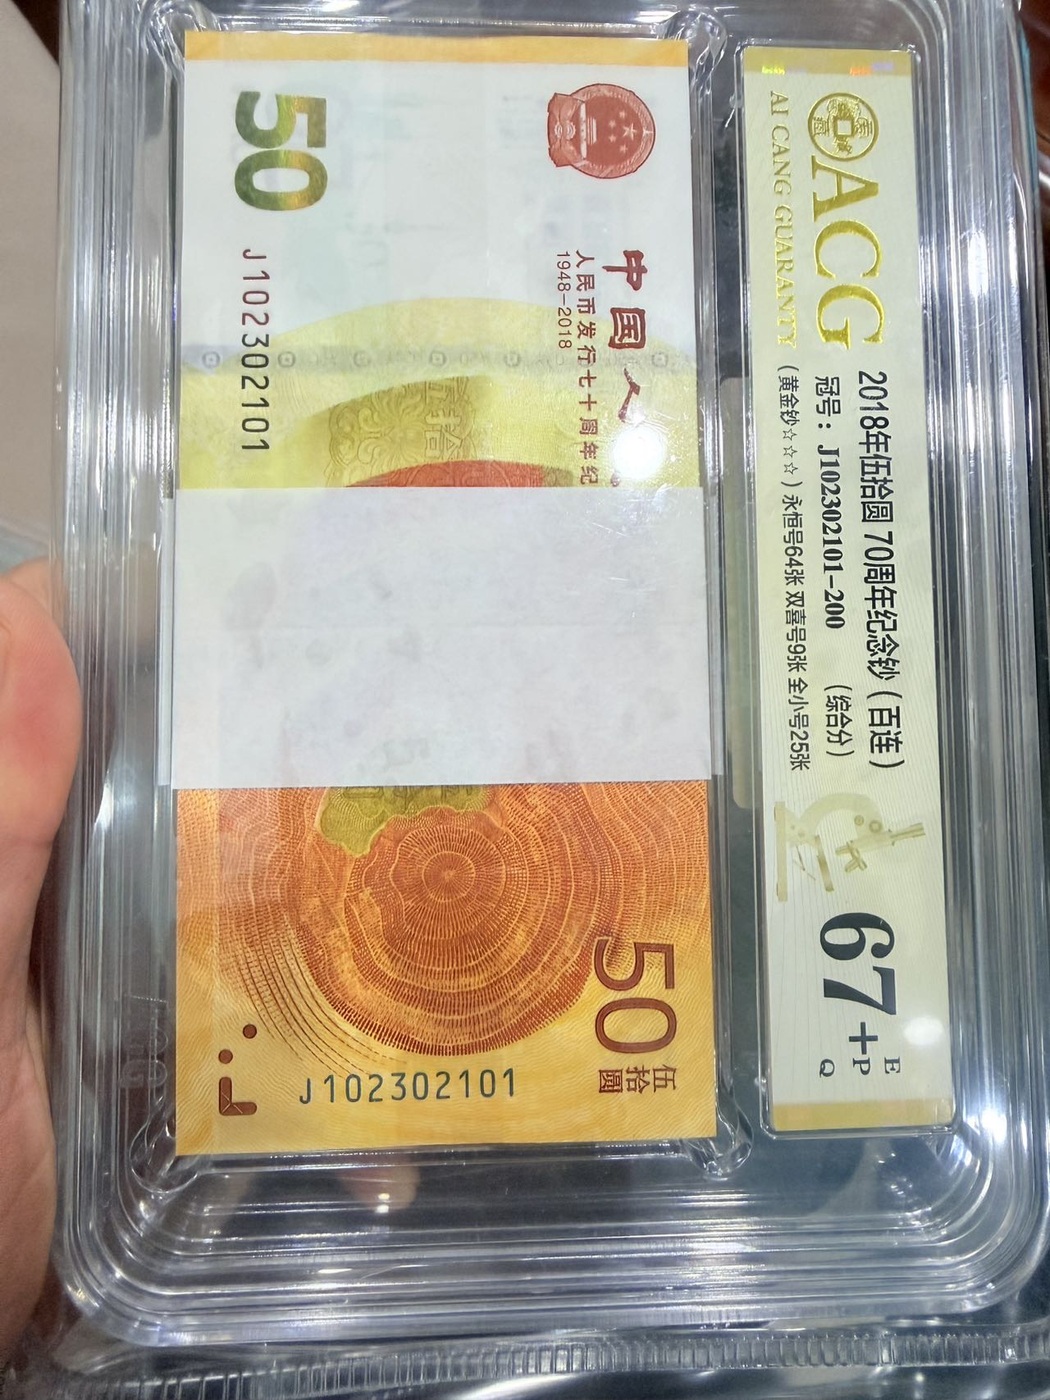 ACG
AI CANG GUARANTY
2018年伍拾圆 70周年纪念钞（百连）
冠号：J102302101-200 （综合分）
（黄金钞☆☆☆）永恒号64张 双喜号9张 全小号25张
67+
E
P
Q
中国人
人民币发行七十周年纪
1948-2018
50
J102302101
伍拾
50
伍拾圆
J102302101